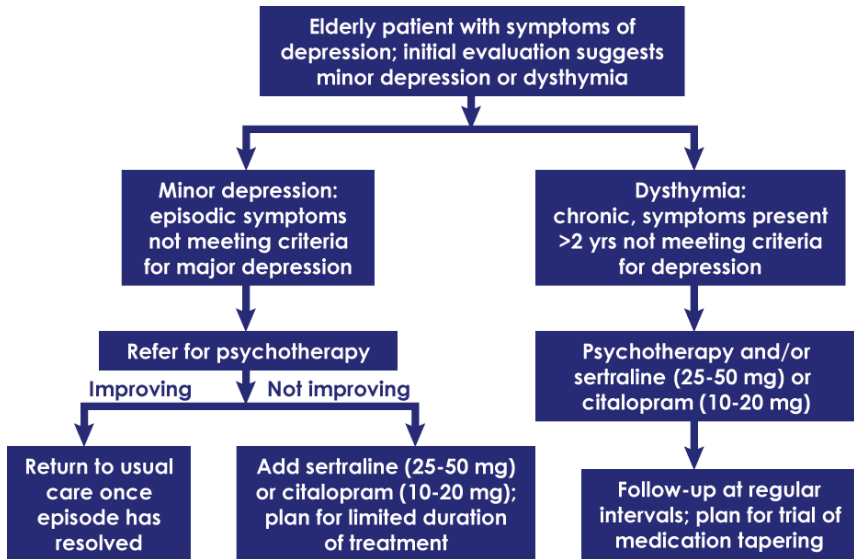 Elderly patient with symptoms of
depression; initial evaluation suggests
minor depression or dysthymia
Minor depression:
episodic symptoms
not meeting criteria
for major depression
Dysthymia:
chronic, symptoms present
>2 yrs not meeting criteria
for depression
Refer for psychotherapy
Improving
Not improving
Psychotherapy and/or
sertraline (25-50 mg) or
citalopram (10-20 mg)
Return to usual
care once
episode has
resolved
Add sertraline (25-50 mg)
or citalopram (10-20 mg);
plan for limited duration
of treatment
Follow-up at regular
intervals; plan for trial of
medication tapering